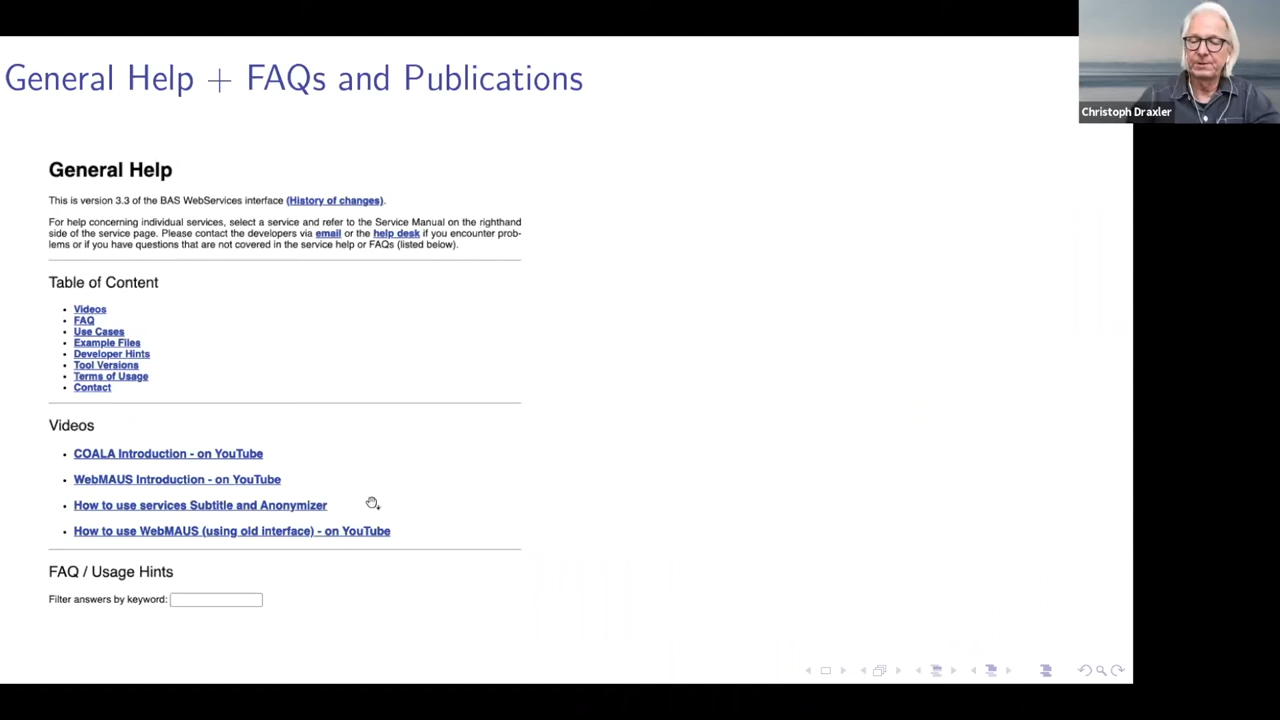 General Help + FAQs and Publications
Christoph Draxler
General Help
This is version 3.3 of the BAS WebServices interface (History of changes).
For help concerning individual services, select a service and refer to the Service Manual on the righthand
side of the service page. Please contact the developers via email or the help desk if you encounter prob-
lems or if you have questions that are not covered in the service help or FAQs (listed below).
Table of Content
• Videos
• FAQ
• Use Cases
• Example Files
• Developer Hints
• Tool Versions
• Terms of Usage
• Contact
Videos
• COALA Introduction - on YouTube
• WebMAUS Introduction - on YouTube
• How to use services Subtitle and Anonymizer
• How to use WebMAUS (using old interface) - on YouTube
FAQ / Usage Hints
Filter answers by keyword: